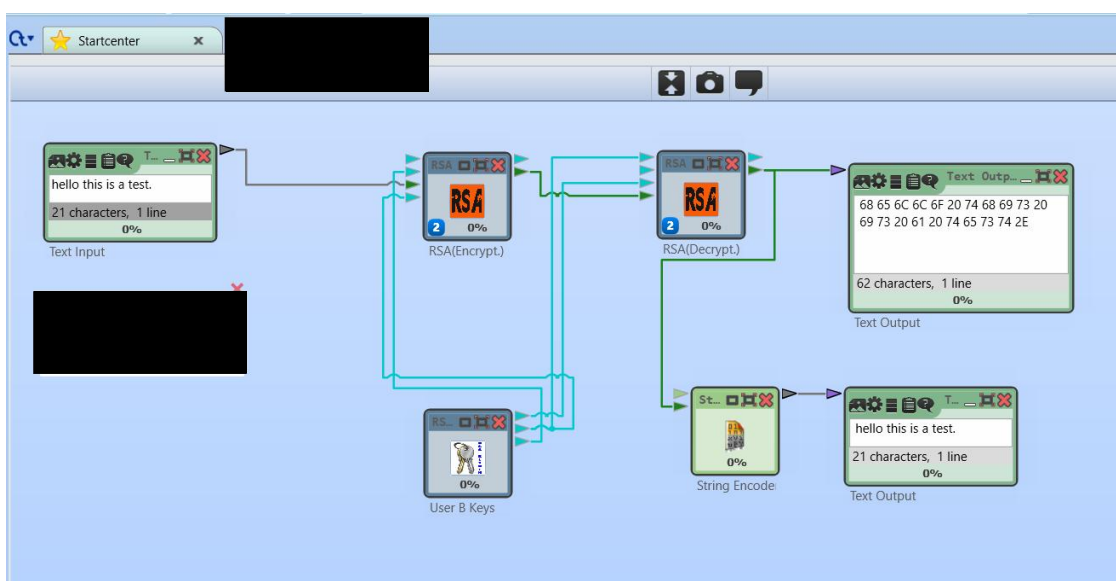 Startcenter
T...
hello this is a test.
21 characters, 1 line
0%
Text Input
RSA
RSA
2 0%
RSA(Encrypt.)
RSA
RSA
2 0%
RSA(Decrypt.)
Text Outp...
68 65 6C 6C 6F 20 74 68 69 73 20
69 73 20 61 20 74 65 73 74 2E
62 characters, 1 line
0%
Text Output
RS...
0%
User B Keys
St...
0%
String Encode
T...
hello this is a test.
21 characters, 1 line
0%
Text Output